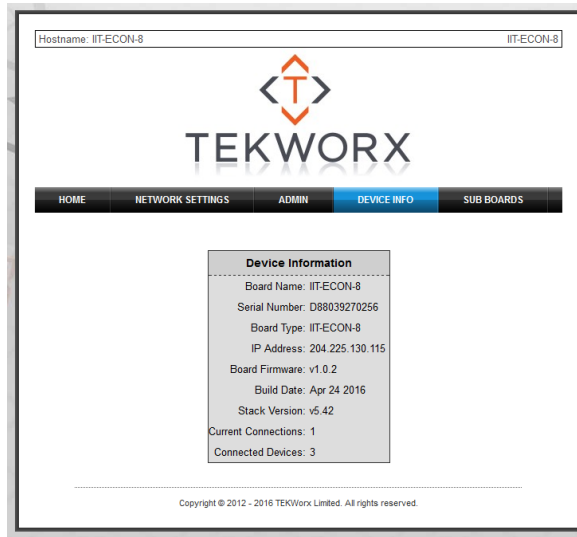 Hostname: IIT-ECON-8 IIT-ECON-8
T
TEKWORX
HOME NETWORK SETTINGS ADMIN DEVICE INFO SUB BOARDS
Device Information
Board Name: IIT-ECON-8
Serial Number: D88039270256
Board Type: IIT-ECON-8
IP Address: 204.225.130.115
Board Firmware: v1.0.2
Build Date: Apr 24 2016
Stack Version: v5.42
Current Connections: 1
Connected Devices: 3
Copyright © 2012 - 2016 TEKWorx Limited. All rights reserved.